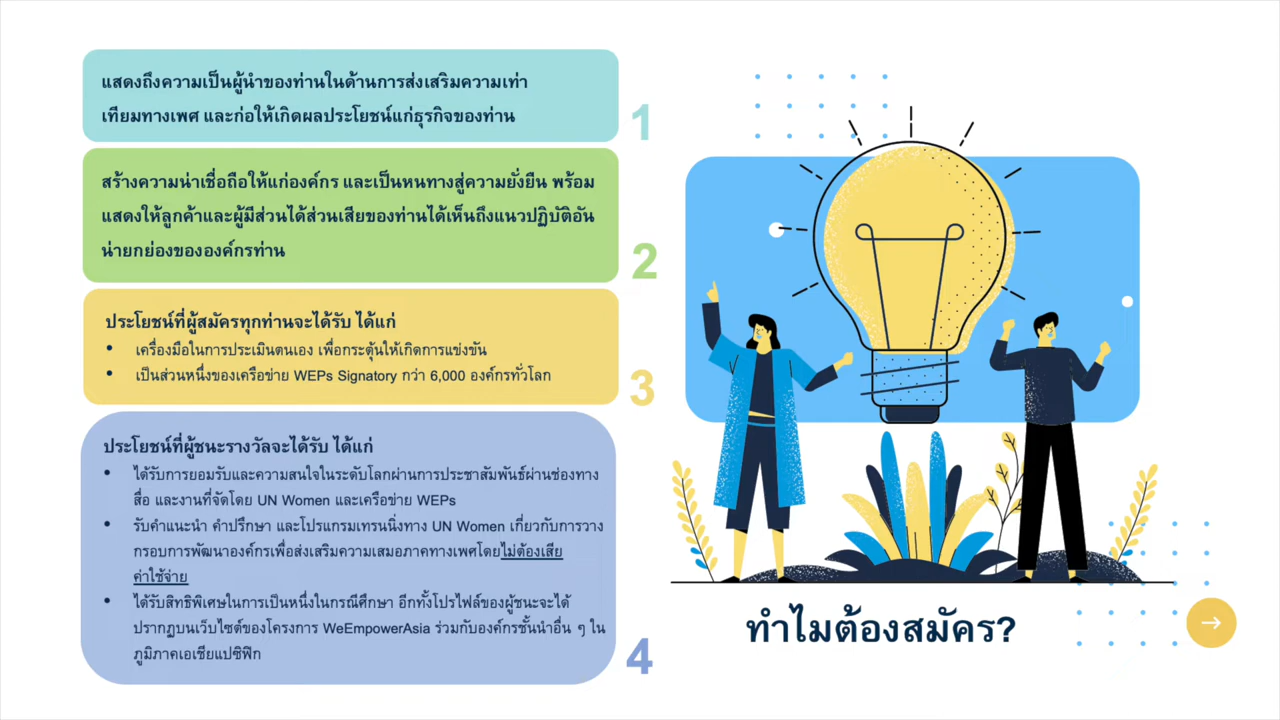 แสดงถึงความเป็นผู้นำของท่านในด้านการส่งเสริมความเท่า
เทียมทางเพศ และก่อให้เกิดผลประโยชน์แก่ธุรกิจของท่าน
1
สร้างความน่าเชื่อถือให้แก่องค์กร และเป็นหนทางสู่ความยั่งยืน พร้อม
แสดงให้ลูกค้าและผู้มีส่วนได้ส่วนเสียของท่านได้เห็นถึงแนวปฏิบัติอัน
น่ายกย่องขององค์กรท่าน
2
ประโยชน์ที่ผู้สมัครทุกท่านจะได้รับ ได้แก่
• เครื่องมือในการประเมินตนเอง เพื่อกระตุ้นให้เกิดการแข่งขัน
• เป็นส่วนหนึ่งของเครือข่าย WEPs Signatory กว่า 6,000 องค์กรทั่วโลก
3
ประโยชน์ที่ผู้ชนะรางวัลจะได้รับ ได้แก่
• ได้รับการยอมรับและความสนใจในระดับโลกผ่านการประชาสัมพันธ์ผ่านช่องทาง
สื่อ และงานที่จัดโดย UN Women และเครือข่าย WEPs
• รับคำแนะนำ คำปรึกษา และโปรแกรมเทรนนิ่งทาง UN Women เกี่ยวกับการวาง
กรอบการพัฒนาองค์กรเพื่อส่งเสริมความเสมอภาคทางเพศโดยไม่ต้องเสีย
ค่าใช้จ่าย
• ได้รับสิทธิพิเศษในการเป็นหนึ่งในกรณีศึกษา อีกทั้งโปรไฟล์ของผู้ชนะจะได้
ปรากฏบนเว็บไซต์ของโครงการ WeEmpowerAsia ร่วมกับองค์กรชั้นนำอื่น ๆ ใน
ภูมิภาคเอเชียแปซิฟิก
4
ทำไมต้องสมัคร?